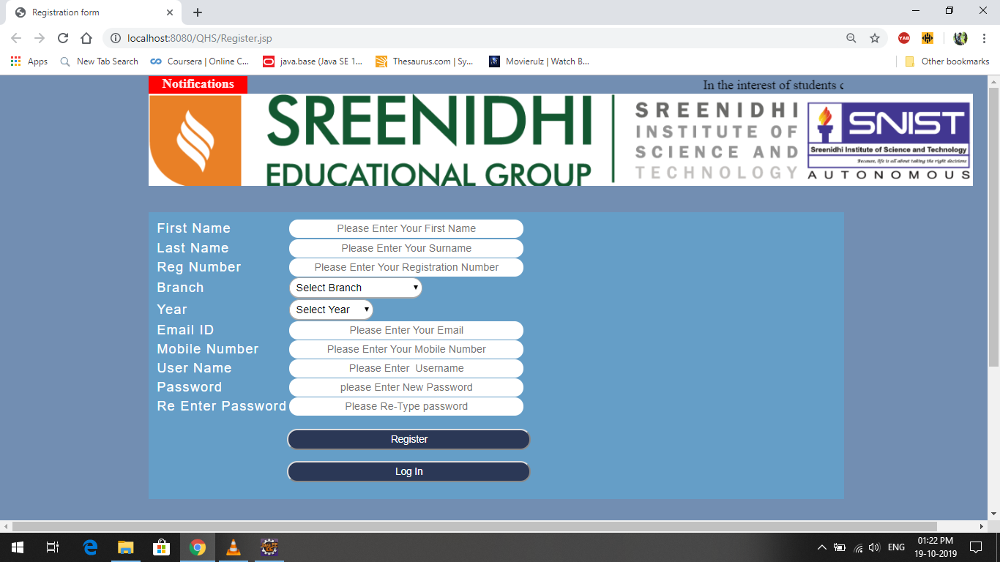 Registration form
localhost:8080/QHS/Register.jsp
YAB
Apps
New Tab Search
Coursera | Online C...
java.base (Java SE 1...
Thesaurus.com | Sy...
Movierulz | Watch B...
Other bookmarks
Notifications
In the interest of students c
SREENIDHI
EDUCATIONAL GROUP
SREENIDHI
INSTITUTE OF
SCIENCE AND
TECHNOLOGY
SNIST
Sreenidhi Institute of Science and Technology
Because, life is all about taking the right decisions
AUTONOMOUS
First Name Please Enter Your First Name
Last Name Please Enter Your Surname
Reg Number Please Enter Your Registration Number
Branch Select Branch
Year Select Year
Email ID Please Enter Your Email
Mobile Number Please Enter Your Mobile Number
User Name Please Enter  Username
Password please Enter New Password
Re Enter Password Please Re-Type password
Register
Log In
Java EE
IDE
ENG
01:22 PM
19-10-2019